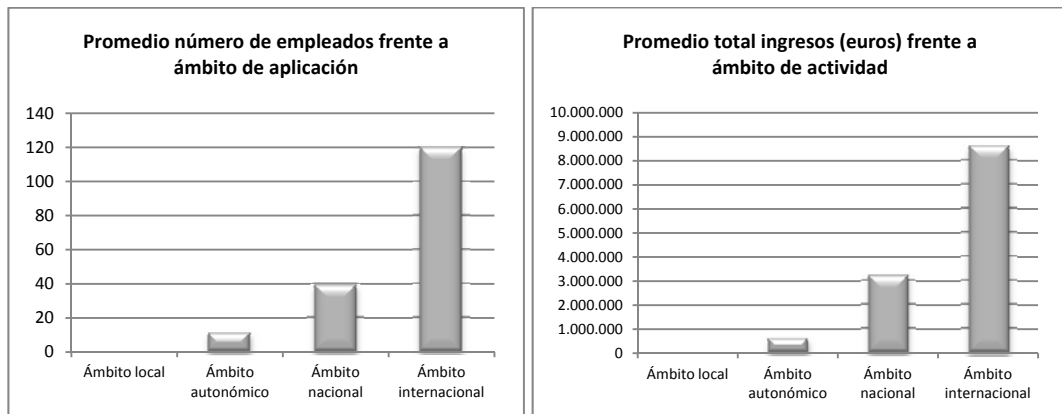 Promedio número de empleados frente a
ámbito de aplicación
140
120
100
80
60
40
20
0
Ámbito local
Ámbito
autonómico
Ámbito
nacional
Ámbito
internacional
Promedio total ingresos (euros) frente a
ámbito de actividad
10.000.000
9.000.000
8.000.000
7.000.000
6.000.000
5.000.000
4.000.000
3.000.000
2.000.000
1.000.000
0
Ámbito local
Ámbito
autonómico
Ámbito
nacional
Ámbito
internacional